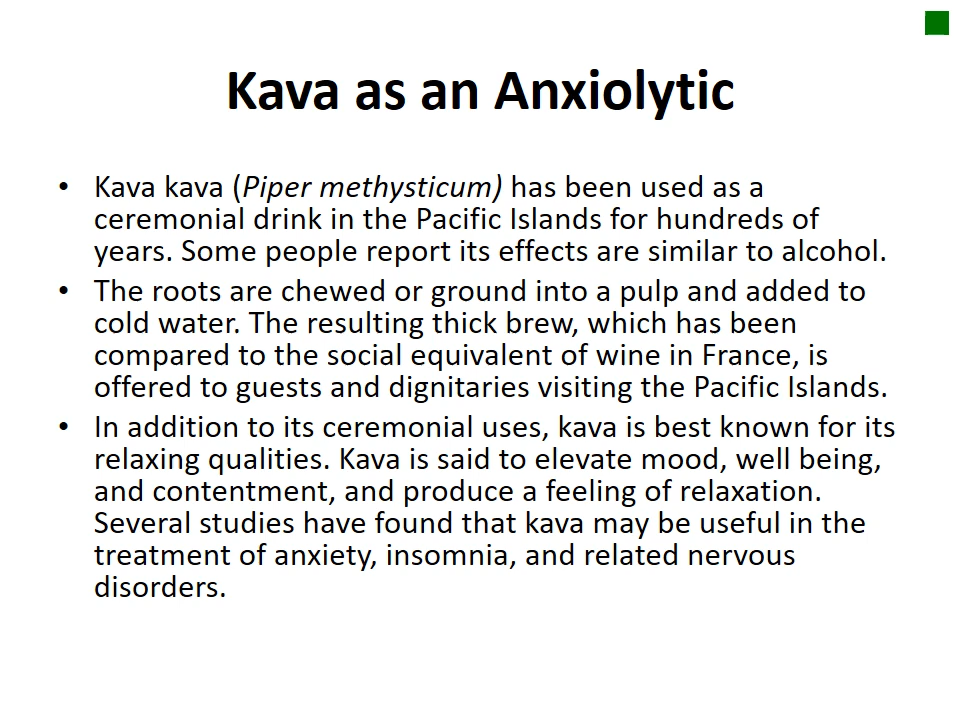 Kava as an Anxiolytic
• Kava kava (Piper methysticum) has been used as a
ceremonial drink in the Pacific Islands for hundreds of
years. Some people report its effects are similar to alcohol.
• The roots are chewed or ground into a pulp and added to
cold water. The resulting thick brew, which has been
compared to the social equivalent of wine in France, is
offered to guests and dignitaries visiting the Pacific Islands.
• In addition to its ceremonial uses, kava is best known for its
relaxing qualities. Kava is said to elevate mood, well being,
and contentment, and produce a feeling of relaxation.
Several studies have found that kava may be useful in the
treatment of anxiety, insomnia, and related nervous
disorders.